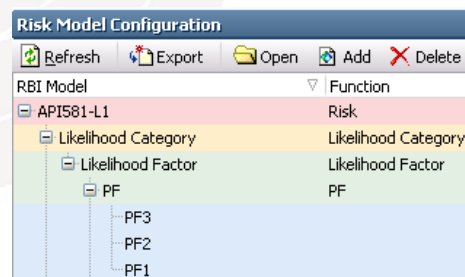 Risk Model Configuration
Refresh Export Open Add Delete
RBI Model Function
API581-L1 Risk
Likelihood Category Likelihood Category
Likelihood Factor Likelihood Factor
PF PF
PF3
PF2
PF1